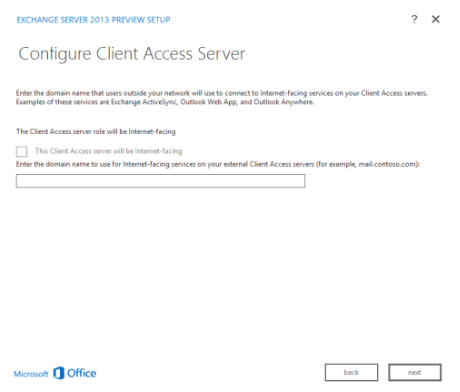 EXCHANGE SERVER 2013 PREVIEW SETUP
?
Configure Client Access Server
Enter the domain name that users outside your network will use to connect to Internet-facing services on your Client Access servers.
Examples of these services are Exchange ActiveSync, Outlook Web App, and Outlook Anywhere.
The Client Access server role will be Internet-facing
This Client Access server will be Internet-facing
Enter the domain name to use for Internet-facing services on your external Client Access servers (for example, mail.contoso.com):
Microsoft Office
back
next